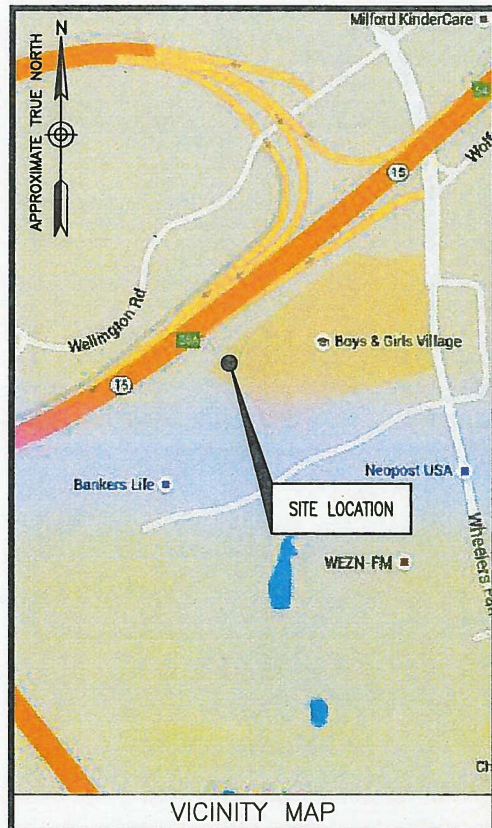 Milford KinderCare
N
APPROXIMATE TRUE NORTH
54
15
Wellington Rd
Boys & Girls Village
15
Bankers Life
Neopost USA
SITE LOCATION
WEZN-FM
VICINITY MAP